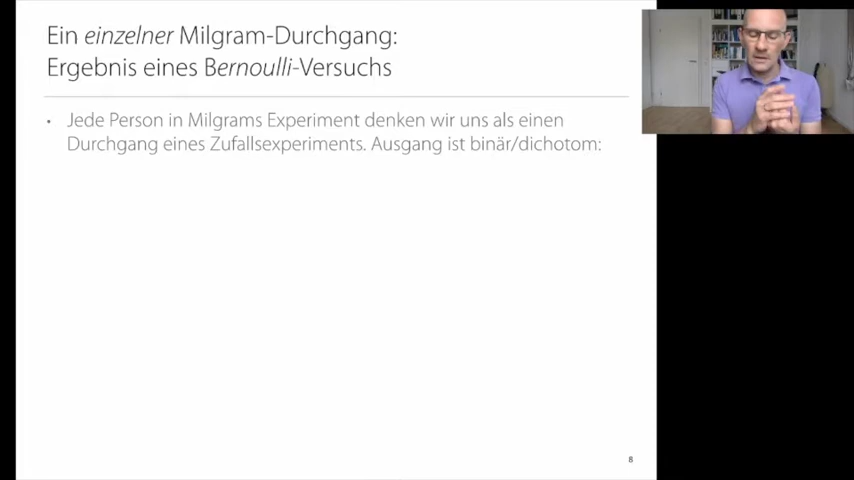 Ein einzelner Milgram-Durchgang:
Ergebnis eines Bernoulli-Versuchs
• Jede Person in Milgrams Experiment denken wir uns als einen
Durchgang eines Zufallsexperiments. Ausgang ist binär/dichotom:
8